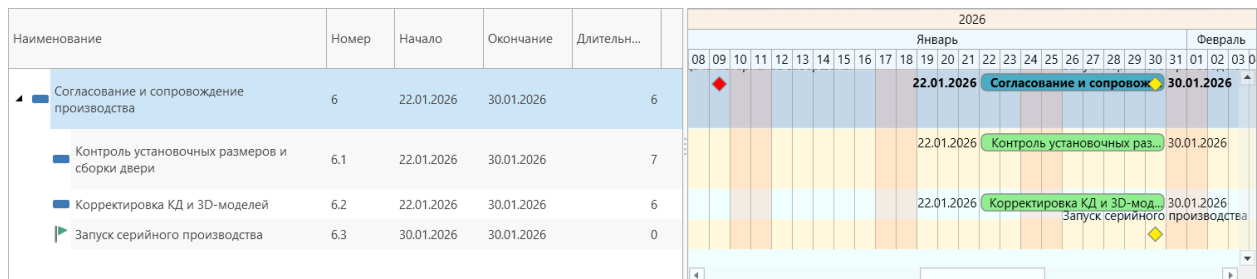 Наименование Номер Начало Окончание Длительн...
2026
Январь Февраль
08 09 10 11 12 13 14 15 16 17 18 19 20 21 22 23 24 25 26 27 28 29 30 31 01 02 03 0
Согласование и сопровождение
производства
6 22.01.2026 30.01.2026 6
22.01.2026 Согласование и сопровож 30.01.2026
Контроль установочных размеров и
сборки двери
6.1 22.01.2026 30.01.2026 7
22.01.2026 Контроль установочных раз... 30.01.2026
Корректировка КД и 3D-моделей 6.2 22.01.2026 30.01.2026 6
22.01.2026 Корректировка КД и 3D-мод... 30.01.2026
Запуск серийного производства 6.3 30.01.2026 30.01.2026 0
Запуск серийного производства